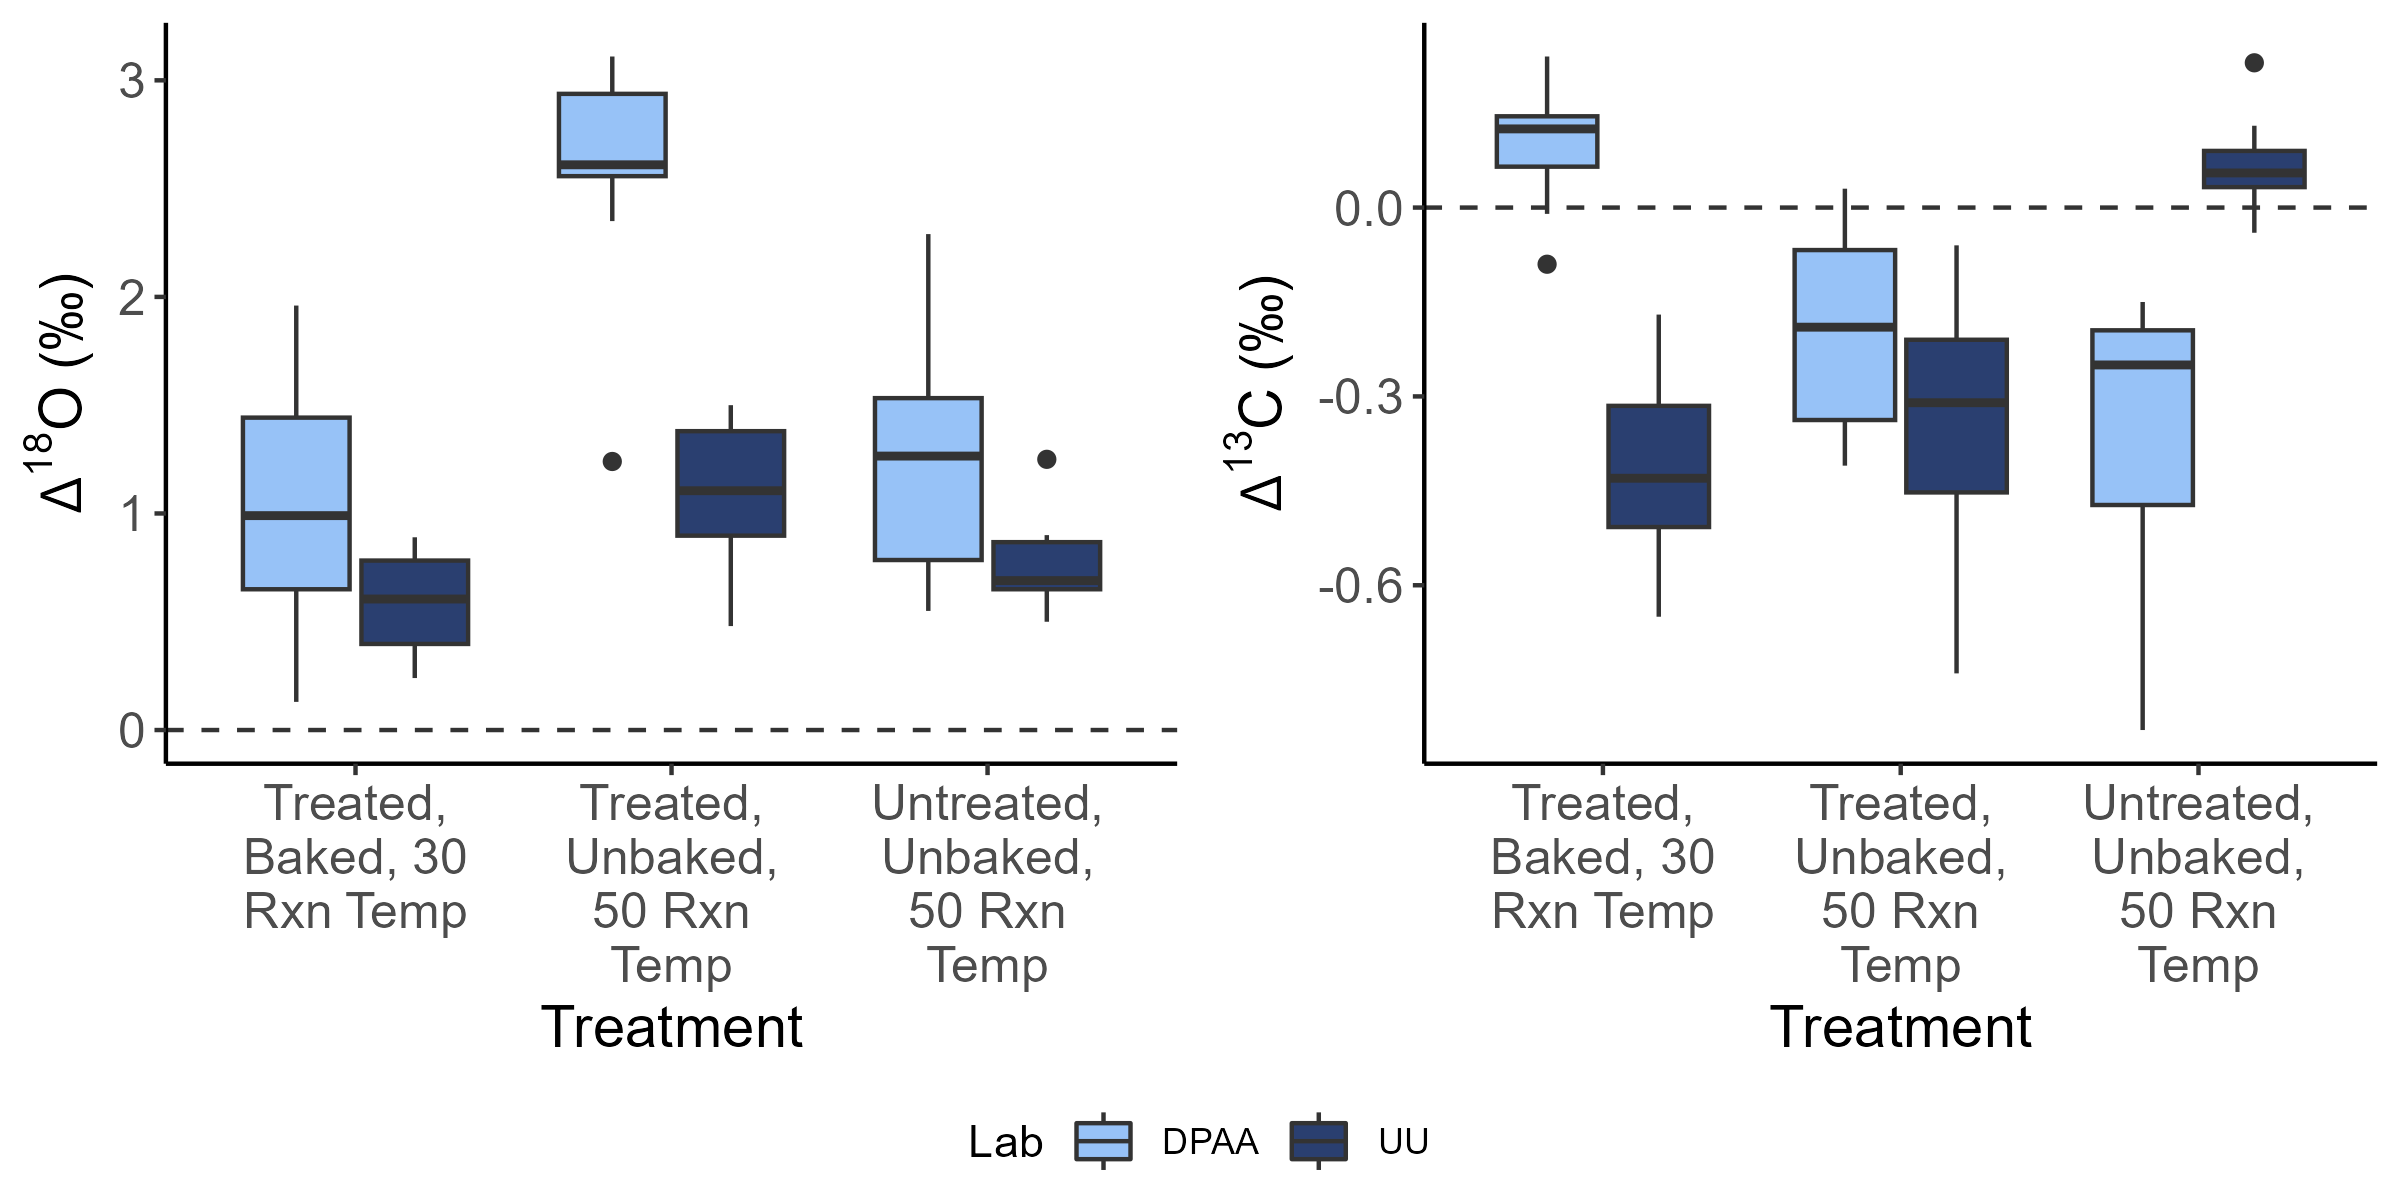 3
2
1
0
Δ¹⁸O (‰)
Treated,
Baked, 30
Rxn Temp
Treated,
Unbaked,
50 Rxn
Temp
Untreated,
Unbaked,
50 Rxn
Temp
Treatment
0.0
-0.3
-0.6
Δ¹³C (‰)
Treated,
Baked, 30
Rxn Temp
Treated,
Unbaked,
50 Rxn
Temp
Untreated,
Unbaked,
50 Rxn
Temp
Treatment
Lab DPAA UU